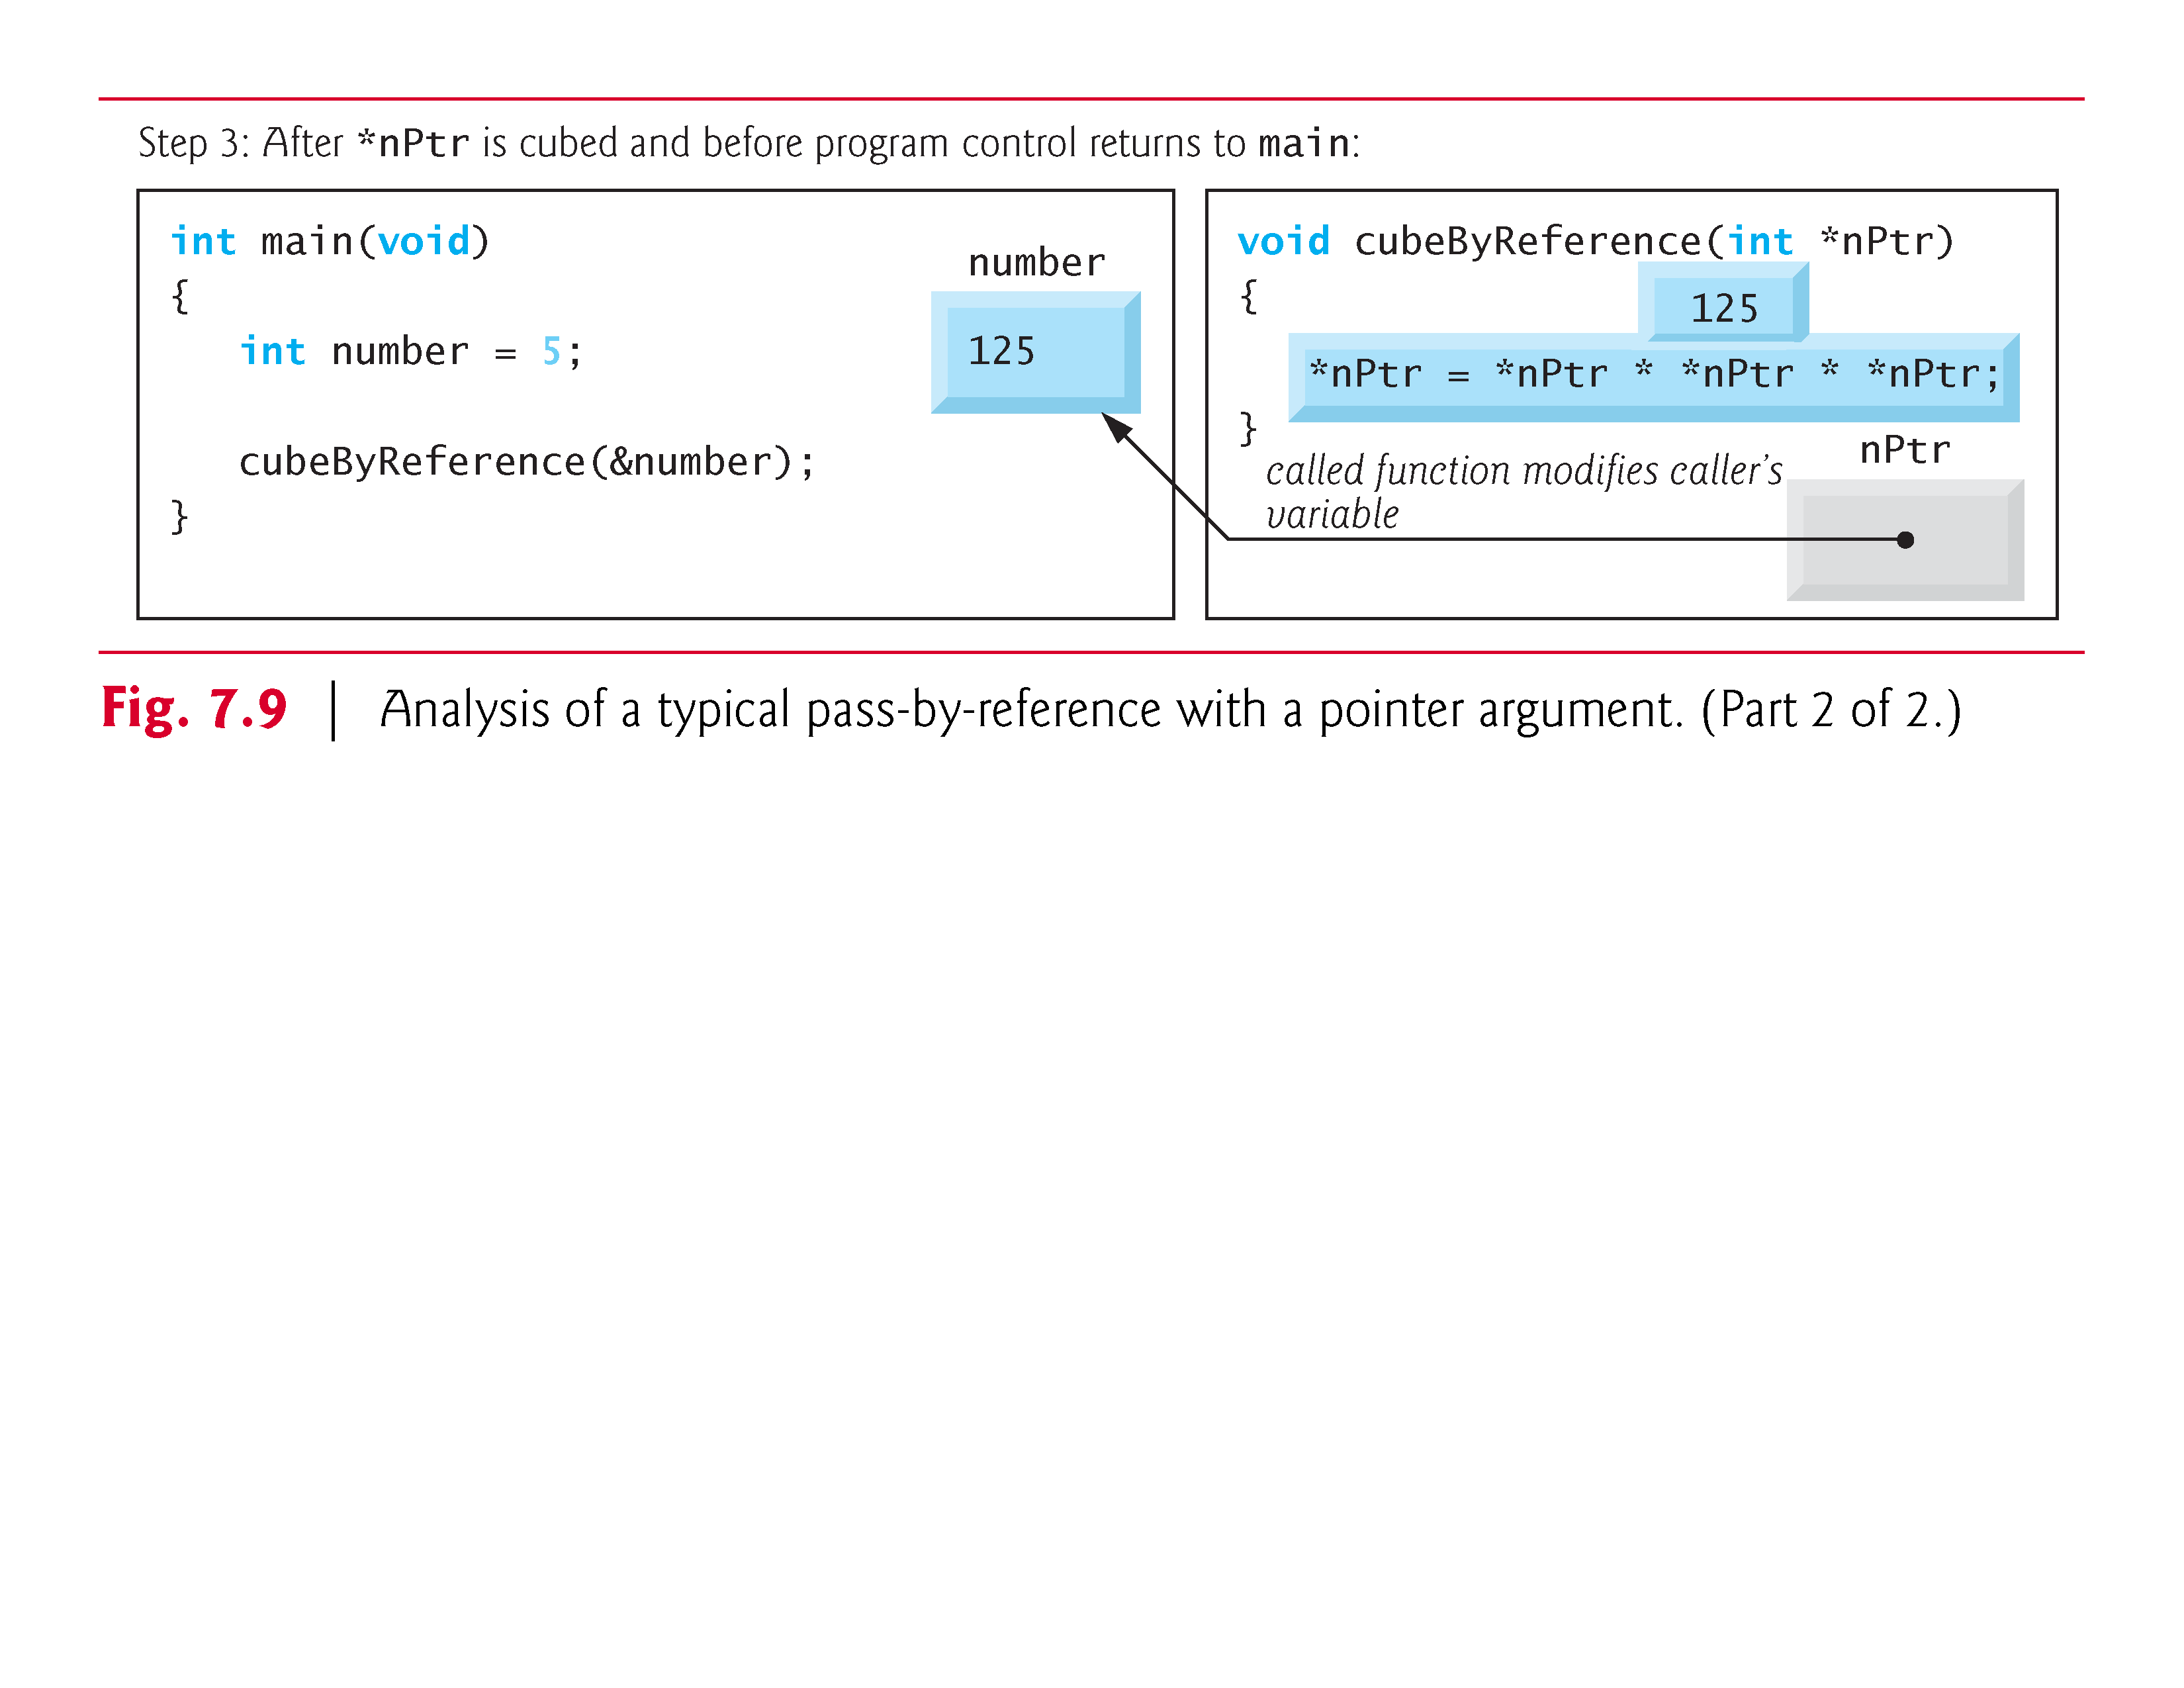 Step 3: After *nPtr is cubed and before program control returns to main:
int main(void)
{
int number = 5;
cubeByReference(&number);
}
number
125
void cubeByReference(int *nPtr)
{
125
*nPtr = *nPtr * *nPtr * *nPtr;
}
called function modifies caller’s
variable
nPtr
Fig. 7.9 | Analysis of a typical pass-by-reference with a pointer argument. (Part 2 of 2.)